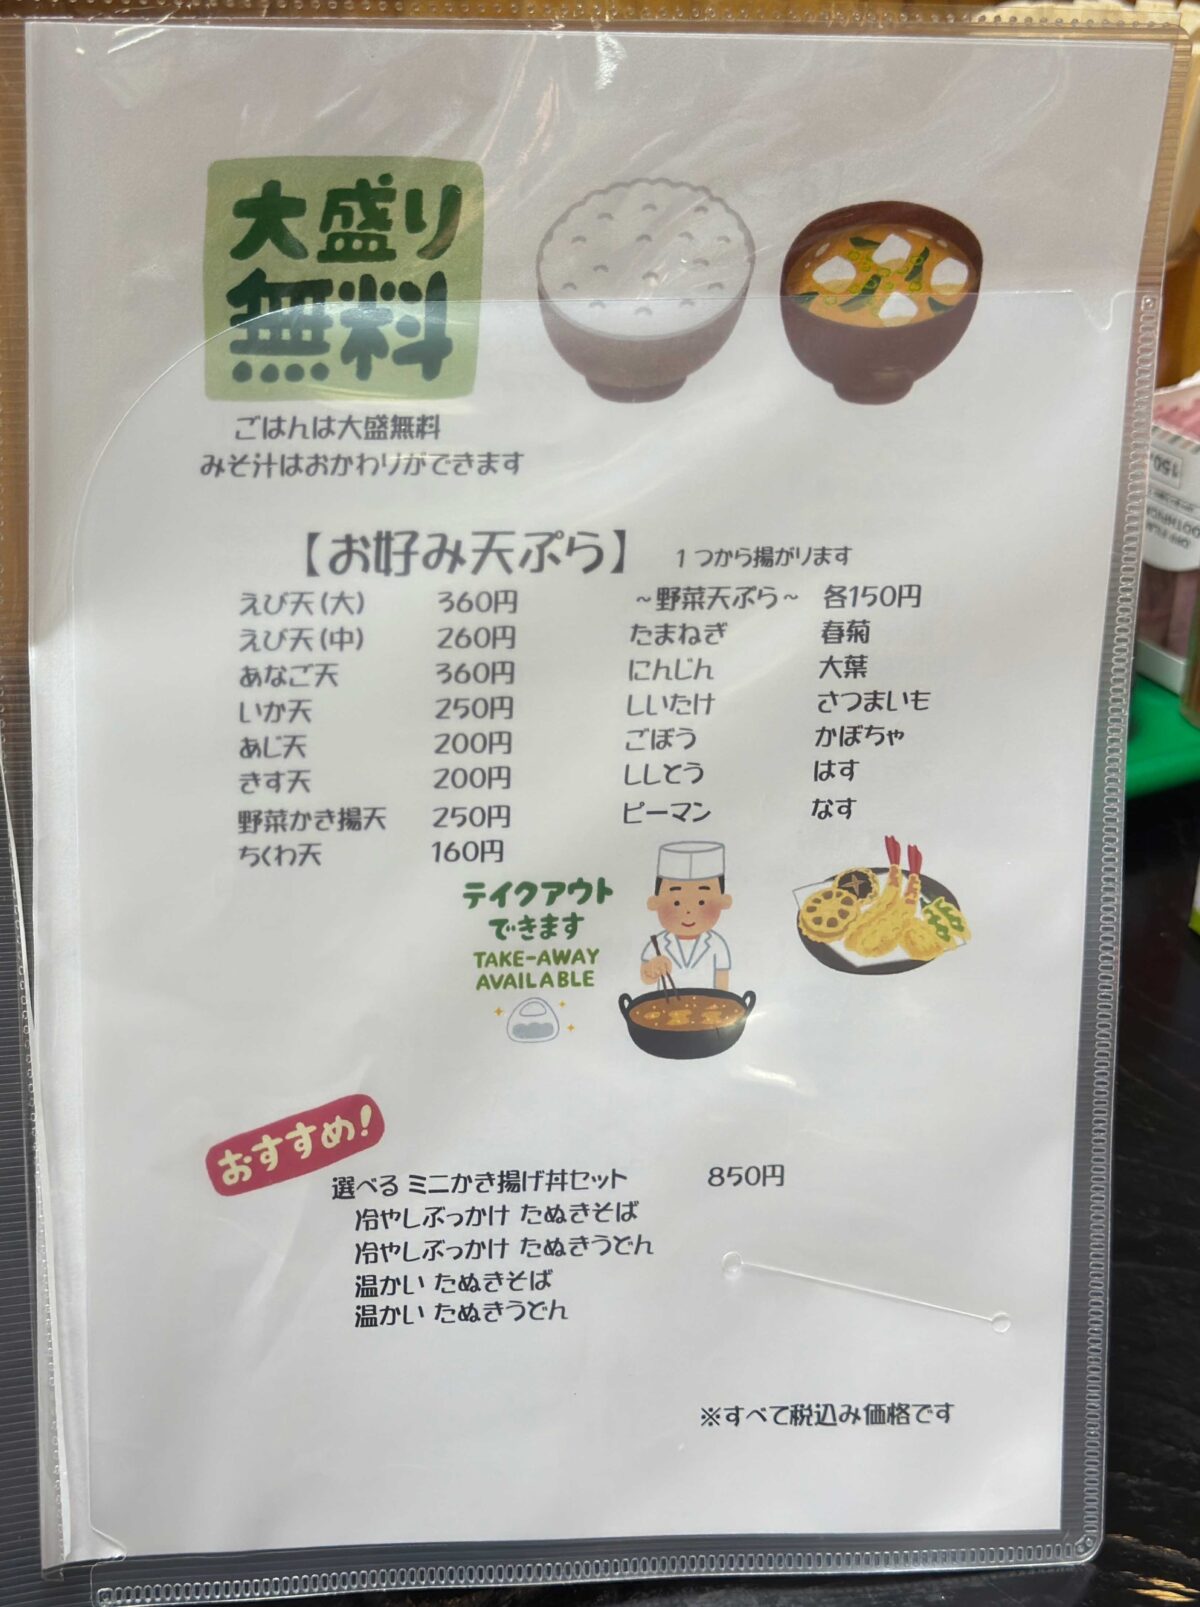 大盛り
無料
ごはんは大盛無料
みそ汁はおかわりができます
【お好み天ぷら】 1つから揚がります
えび天(大) 360円
えび天(中) 260円
あなご天 360円
いか天 250円
あじ天 200円
きす天 200円
野菜かき揚天 250円
ちくわ天 160円
~野菜天ぷら~ 各150円
たまねぎ 春菊
にんじん 大葉
しいたけ さつまいも
ごぼう かぼちゃ
ししとう はす
ピーマン なす
テイクアウト
できます
TAKE-AWAY
AVAILABLE
おすすめ!
選べる ミニかき揚げ丼セット 850円
冷やしぶっかけ たぬきそば
冷やしぶっかけ たぬきうどん
温かい たぬきそば
温かい たぬきうどん
※すべて税込み価格です